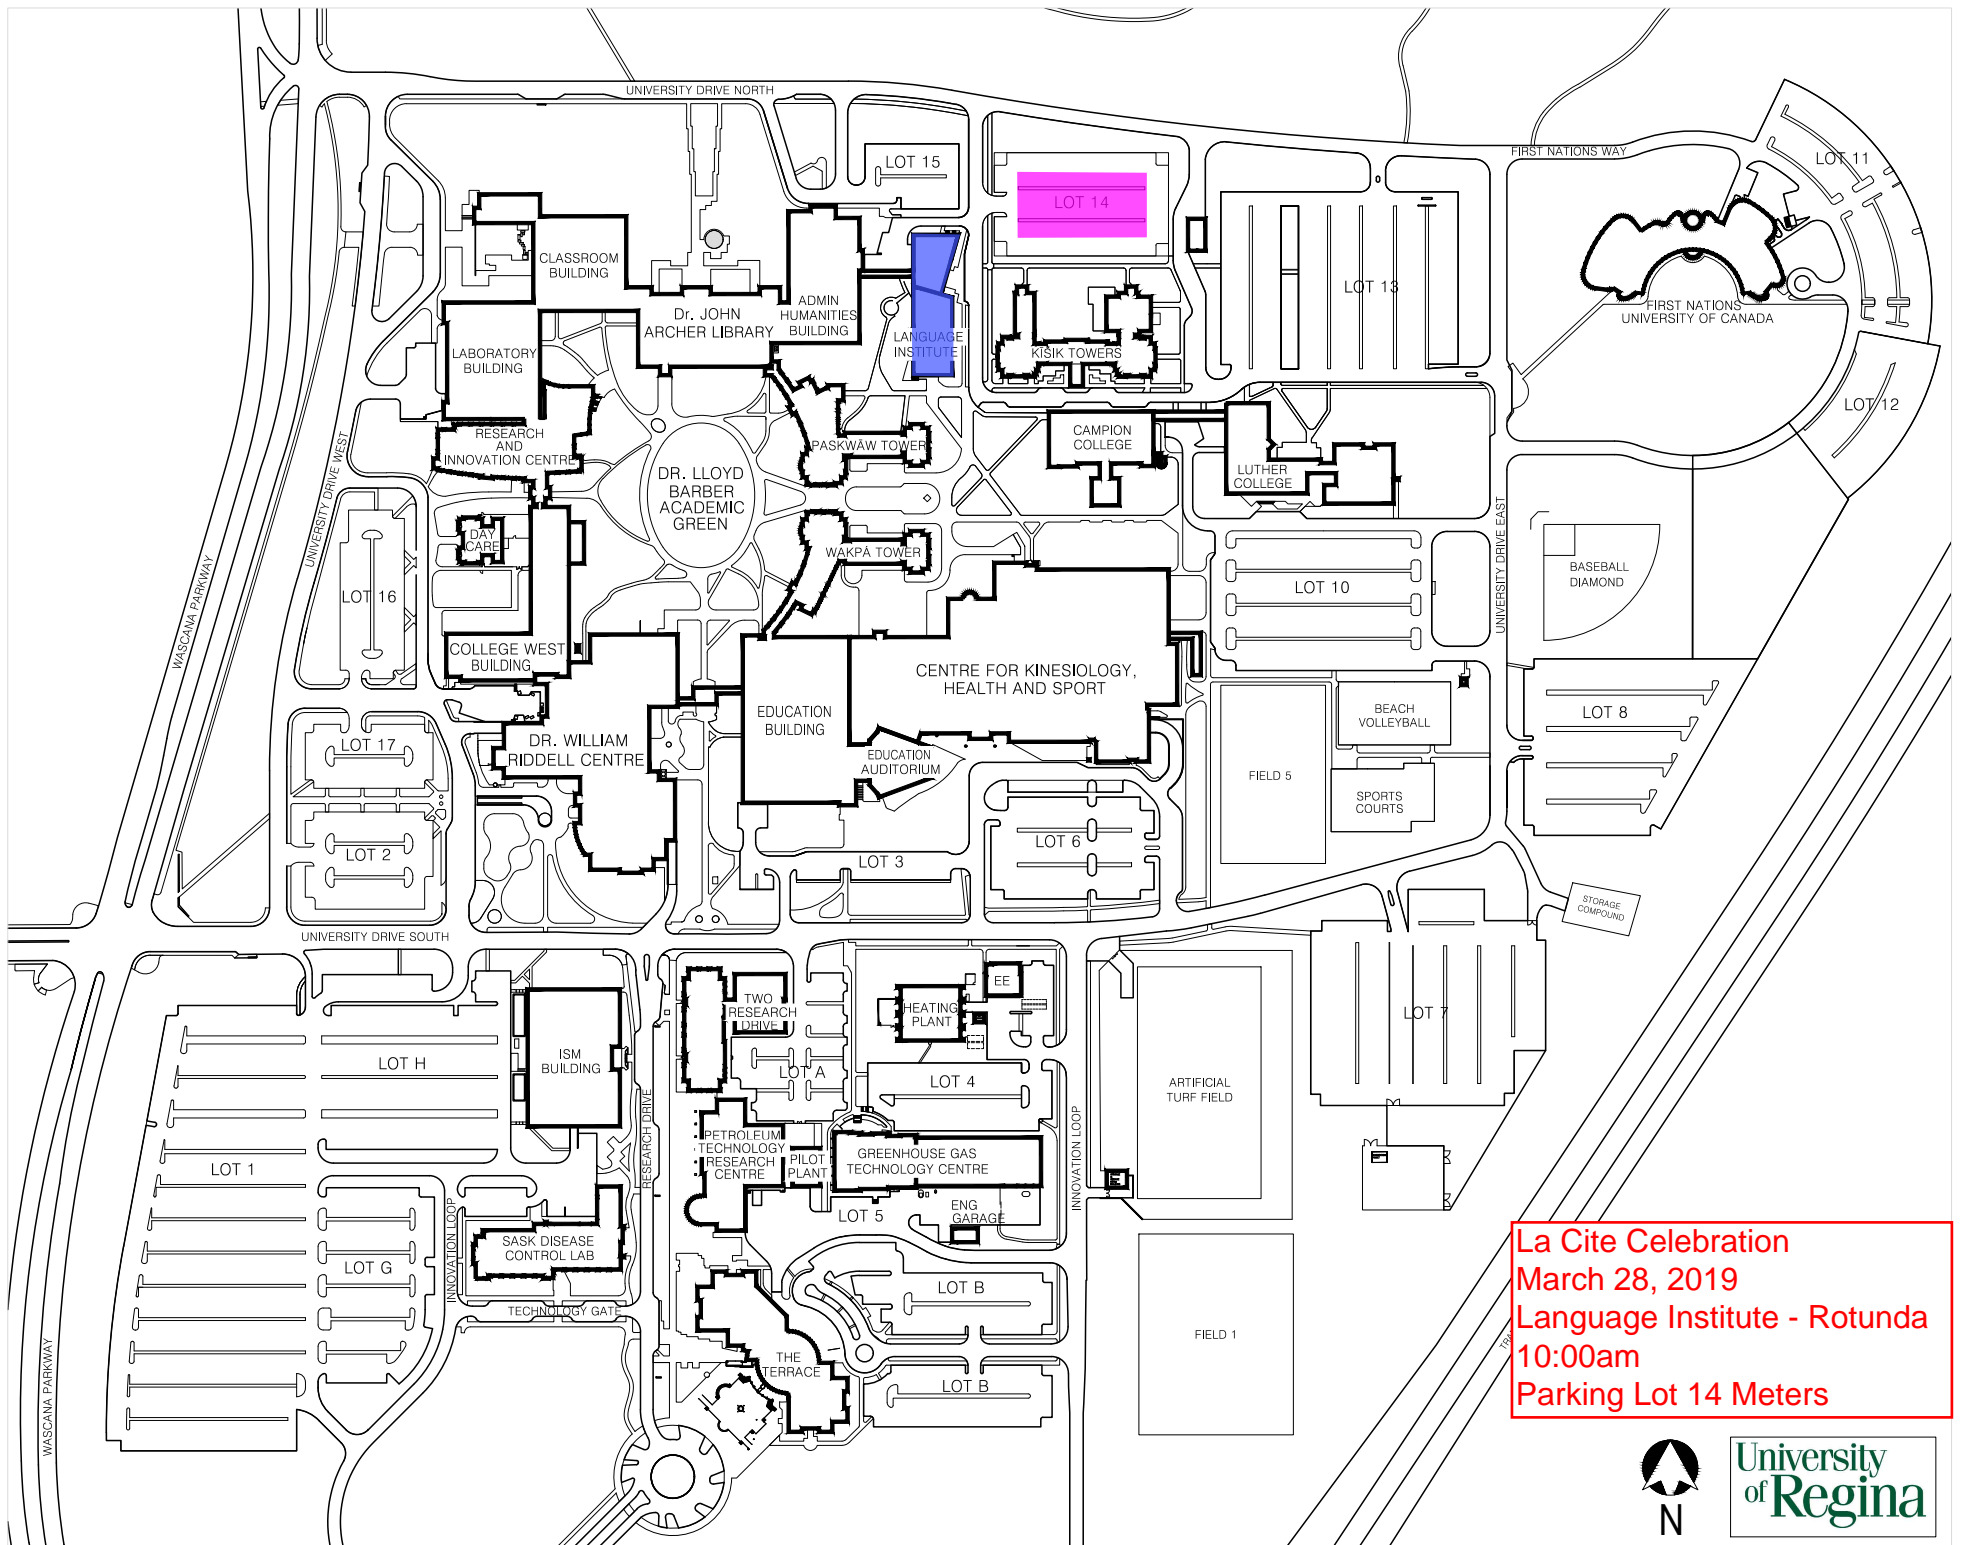 UNIVERSITY DRIVE NORTH
FIRST NATIONS WAY
LOT 11
LOT 15
LOT 14
CLASSROOM
BUILDING
LOT 13
ADMIN
HUMANITIES
BUILDING
Dr. JOHN
ARCHER LIBRARY
FIRST NATIONS
UNIVERSITY OF CANADA
LANGUAGE
INSTITUTE
KĪSIK TOWERS
LABORATORY
BUILDING
LOT 12
RESEARCH
AND
INNOVATION CENTRE
PASKWĀW TOWER
CAMPION
COLLEGE
LUTHER
COLLEGE
DR. LLOYD
BARBER
ACADEMIC
GREEN
UNIVERSITY DRIVE WEST
UNIVERSITY DRIVE EAST
DAY
CARE
WAKPĀ TOWER
BASEBALL
DIAMOND
LOT 16
LOT 10
WASCANA PARKWAY
COLLEGE WEST
BUILDING
CENTRE FOR KINESIOLOGY,
HEALTH AND SPORT
EDUCATION
BUILDING
BEACH
VOLLEYBALL
LOT 8
LOT 17
DR. WILLIAM
RIDDELL CENTRE
EDUCATION
AUDITORIUM
FIELD 5
SPORTS
COURTS
LOT 2
LOT 3
LOT 6
STORAGE
COMPOUND
UNIVERSITY DRIVE SOUTH
TWO
RESEARCH
DRIVE
EE
HEATING
PLANT
LOT 7
LOT H
ISM
BUILDING
LOT A
LOT 4
ARTIFICIAL
TURF FIELD
RESEARCH DRIVE
INNOVATION LOOP
PETROLEUM
TECHNOLOGY
RESEARCH
CENTRE
PILOT
PLANT
GREENHOUSE GAS
TECHNOLOGY CENTRE
LOT 1
LOT 5
ENG
GARAGE
INNOVATION LOOP
SASK DISEASE
CONTROL LAB
LOT G
LOT B
TECHNOLOGY GATE
FIELD 1
THE
TERRACE
LOT B
WASCANA PARKWAY
La Cite Celebration
March 28, 2019
Language Institute - Rotunda
10:00am
Parking Lot 14 Meters
N
University
of Regina